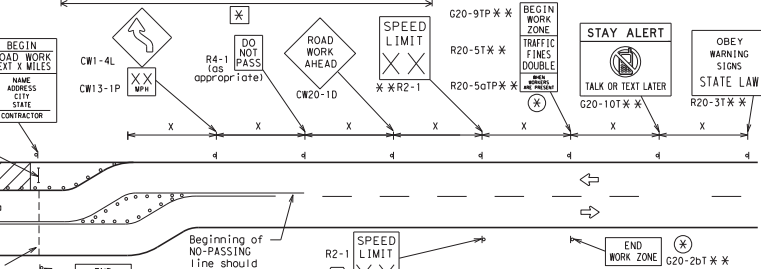 BEGIN
ROAD WORK
NEXT X MILES
NAME
ADDRESS
CITY
STATE
CONTRACTOR
CW1-4L
CW13-1P
X X
MPH
*
R4-1
(as
appropriate)
DO
NOT
PASS
ROAD
WORK
AHEAD
CW20-1D
SPEED
LIMIT
X X
* * R2-1
G20-9TP * *
R20-5T * *
R20-5aTP * *
BEGIN
WORK
ZONE
TRAFFIC
FINES
DOUBLE
WHEN
WORKERS
ARE PRESENT
*
STAY ALERT
TALK OR TEXT LATER
G20-10T * *
OBEY
WARNING
SIGNS
STATE LAW
R20-3T * *
X X X X X X X
Beginning of
NO-PASSING
line should
R2-1
SPEED
LIMIT
X X
END
WORK ZONE
*
G20-2bT * *
END